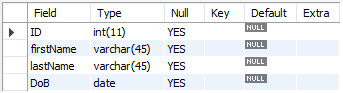 Field Type Null Key Default Extra
ID int(11) YES NULL
firstName varchar(45) YES NULL
lastName varchar(45) YES NULL
DoB date YES NULL